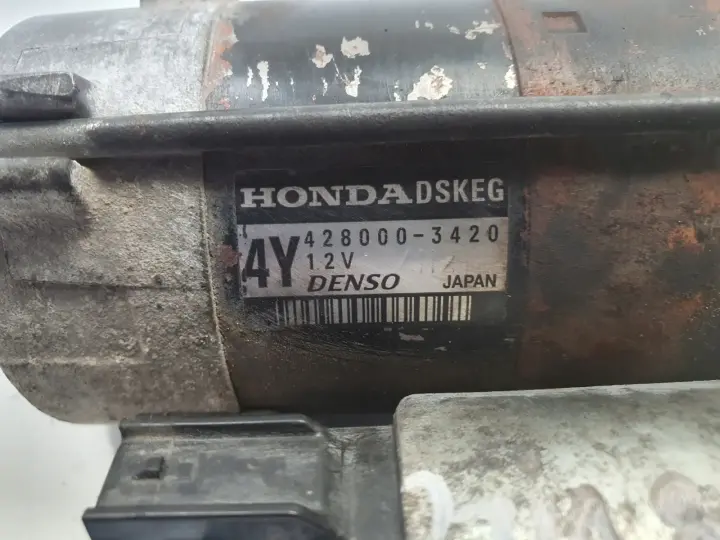 HONDA DSKEG
4Y 428000-3420
12V
DENSO JAPAN